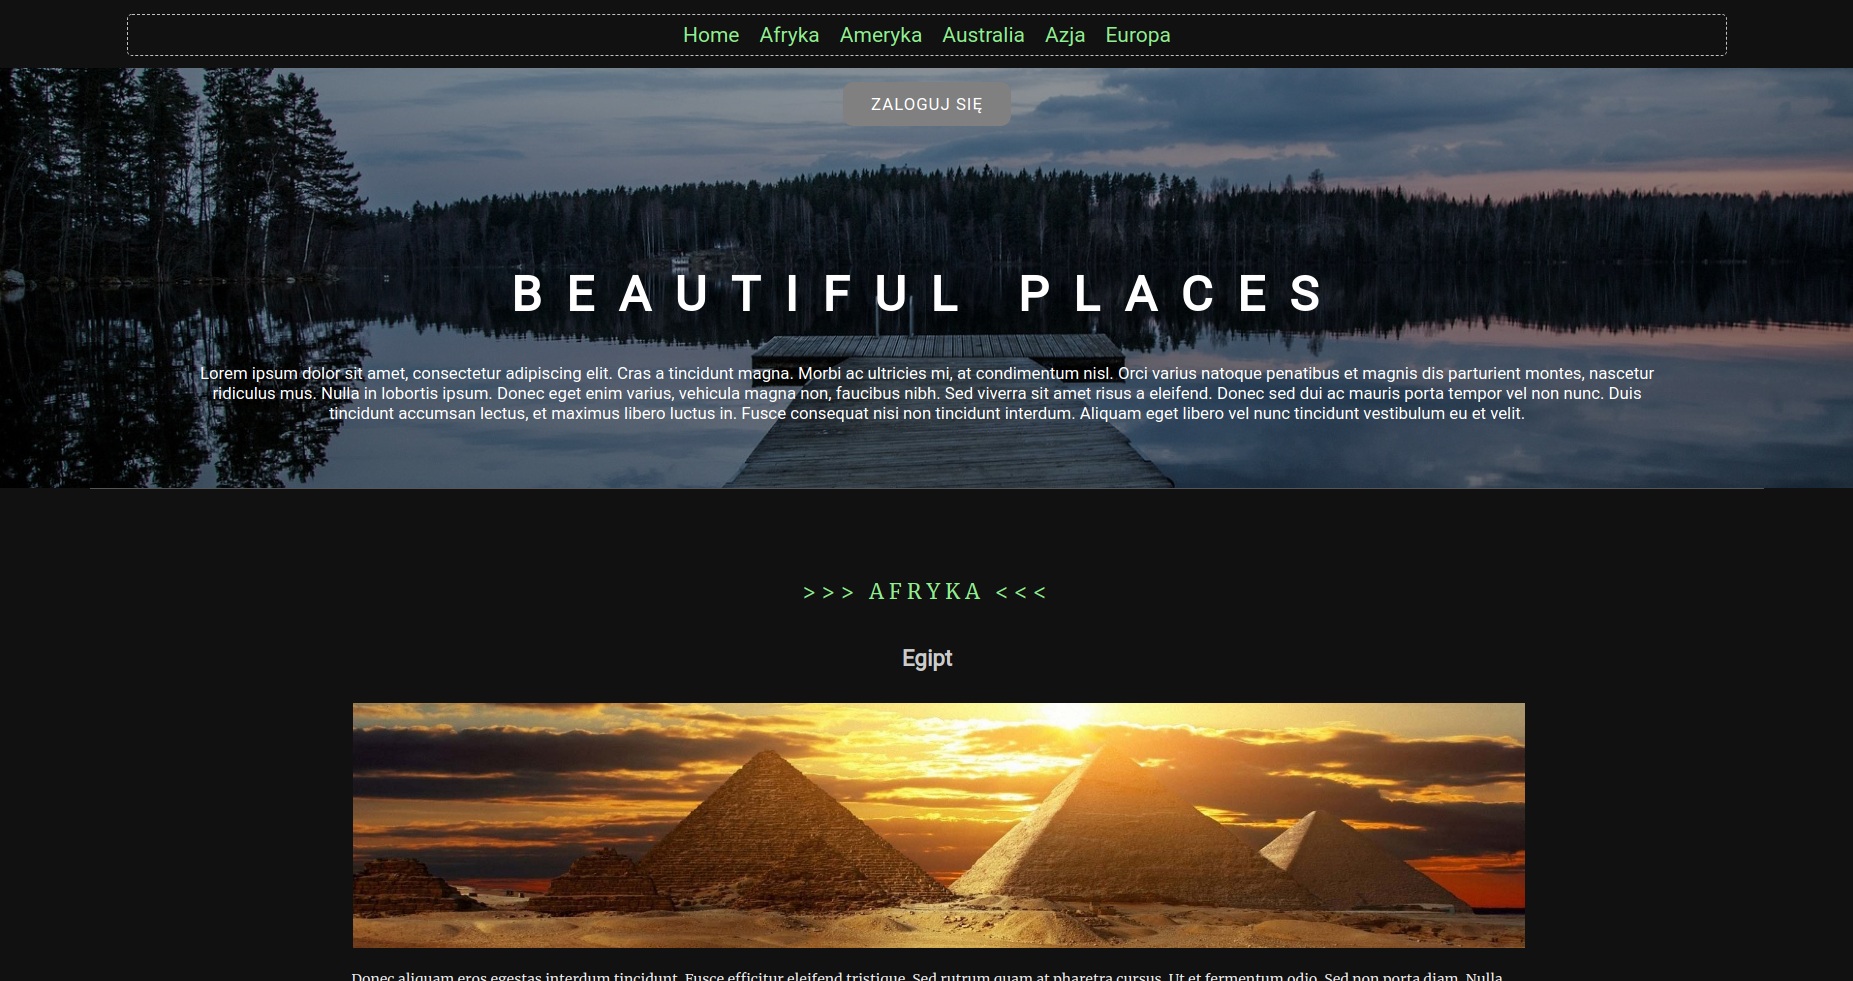 Home Afryka Ameryka Australia Azja Europa
ZALOGUJ SIĘ
BEAUTIFUL PLACES
Lorem ipsum dolor sit amet, consectetur adipiscing elit. Cras a tincidunt magna. Morbi ac ultricies mi, at condimentum nisl. Orci varius natoque penatibus et magnis dis parturient montes, nascetur
ridiculus mus. Nulla in lobortis ipsum. Donec eget enim varius, vehicula magna non, faucibus nibh. Sed viverra sit amet risus a eleifend. Donec sed dui ac mauris porta tempor vel non nunc. Duis
tincidunt accumsan lectus, et maximus libero luctus in. Fusce consequat nisi non tincidunt interdum. Aliquam eget libero vel nunc tincidunt vestibulum eu et velit.
>>> AFRYKA <<<
Egipt
Donec aliquam eros egestas interdum tincidunt. Fusce efficitur eleifend tristique. Sed rutrum quam at pharetra cursus. Ut et fermentum odio. Sed non porta diam. Nulla